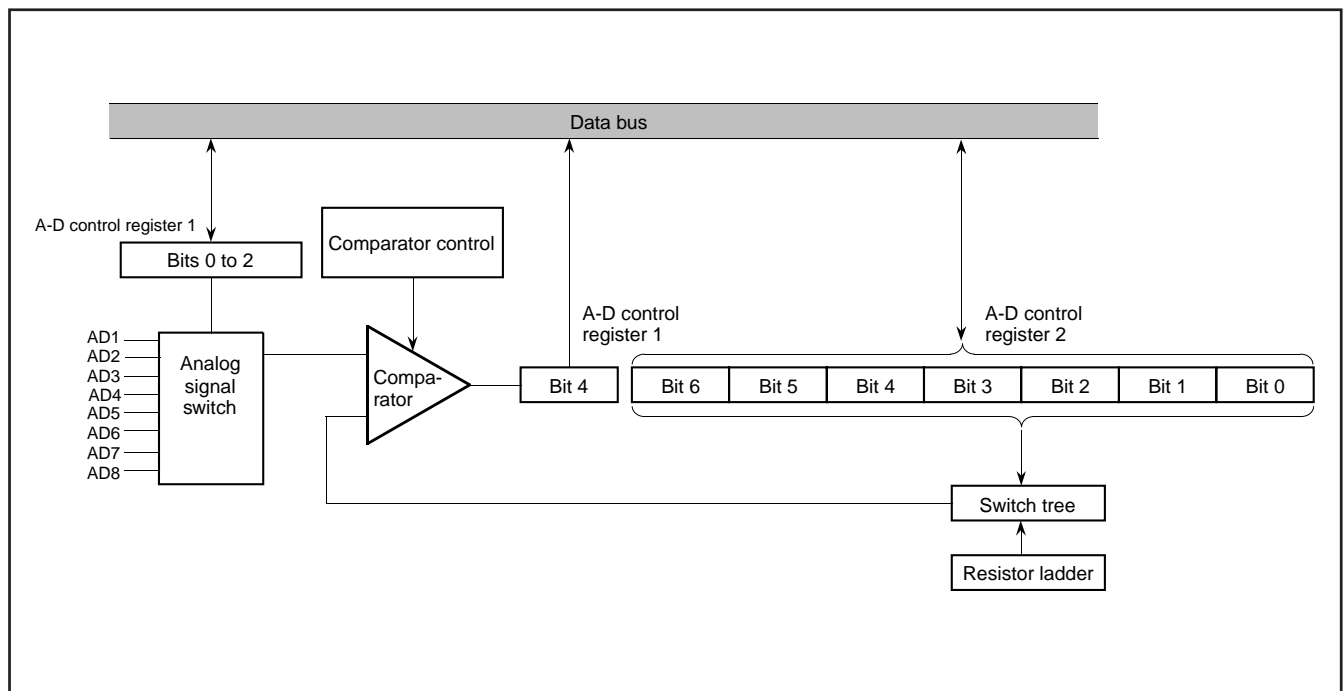 Data bus
A-D control register 1
Bits 0 to 2
Comparator control
AD1
AD2
AD3
AD4
AD5
AD6
AD7
AD8
Analog
signal
switch
Compa-
rator
A-D control
register 1
Bit 4
A-D control
register 2
Bit 6 Bit 5 Bit 4 Bit 3 Bit 2 Bit 1 Bit 0
Switch tree
Resistor ladder